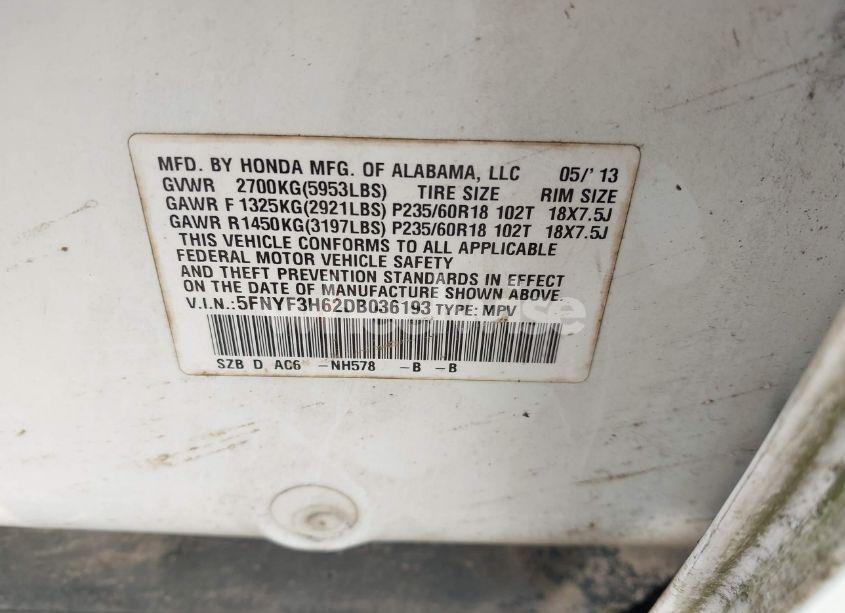 MFD. BY HONDA MFG. OF ALABAMA, LLC 05/'13
GVWR 2700KG(5953LBS) TIRE SIZE RIM SIZE
GAWR F 1325KG(2921LBS) P235/60R18 102T 18X7.5J
GAWR R1450KG(3197LBS) P235/60R18 102T 18X7.5J
THIS VEHICLE CONFORMS TO ALL APPLICABLE
FEDERAL MOTOR VEHICLE SAFETY
AND THEFT PREVENTION STANDARDS IN EFFECT
ON THE DATE OF MANUFACTURE SHOWN ABOVE.
V.I.N.:5FNYF3H62DB036193 TYPE: MPV
SZB D AC6 -NH578 -B -B